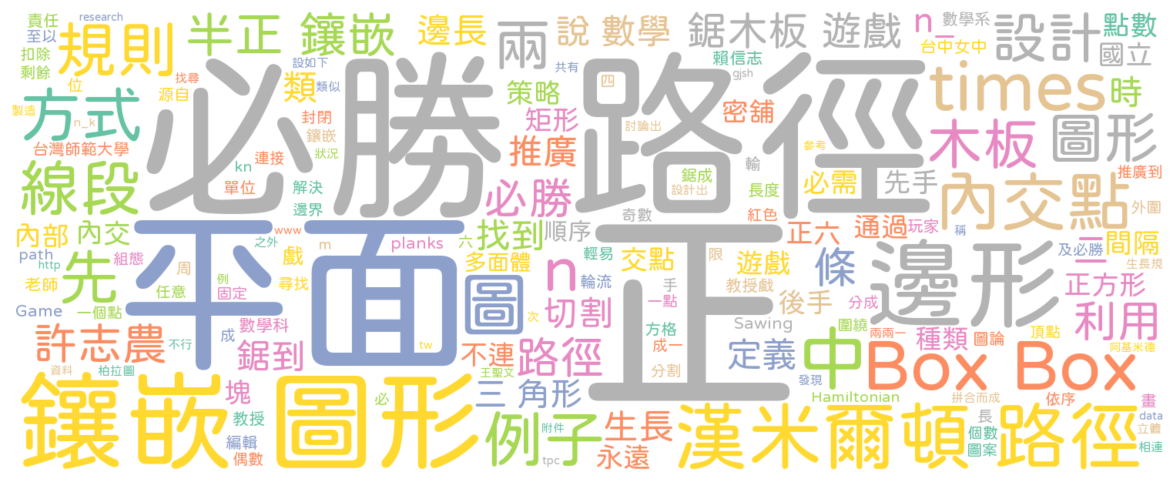 必勝路徑
平面
正
邊形
鑲嵌圖形
漢米爾頓路徑
責任
research
至以
扣除
剩餘
規則
半正鑲嵌
邊長
兩
說
數學
鋸木板遊戲
n_
數學系
台中女中
設計
點數
國立
製造
位
找尋
源自
設如下
類似
類
共有
四
賴信志
gjsh
策略
密舖
times
時
方式
n_k
封閉
鑲嵌
矩形
討論出
參考
木板
圖形
台灣師範大學
kn
連接
狀況
推廣
輸
鋸成
設計出
長度
必需
先手
推廣到
線段
單位
解決
邊界
必勝
奇數
紅色
通過
玩家
內交點
外圍
稱
內部
內交
www
之外
戲
m
planks
六
找到
順序
輕易
交點
限
正六
二
及必勝
間隔
path
http
組態
先
周
例
固定
尋找
圖
多面體
輪流
手
一點
遊戲
教授戲
條
分成
生長規
正方形
老師
一個點
任意
Game
成
數學科
n
切割
次
方格
成一
Sawing
後手
圍繞
兩兩一
種類
圖論
頂點
利用
許志農
不行
柏拉圖
鋸到
tw
不連
路徑
分割
定義
中
發現
Box Box
阿基米德
資料
塊
必
王聖文
三角形
Hamiltonian
拼合而成
依序
畫
教授
編輯
偶數
例子
附件
tpc
生長
永遠
長
個數
圖案
data
立體
相連